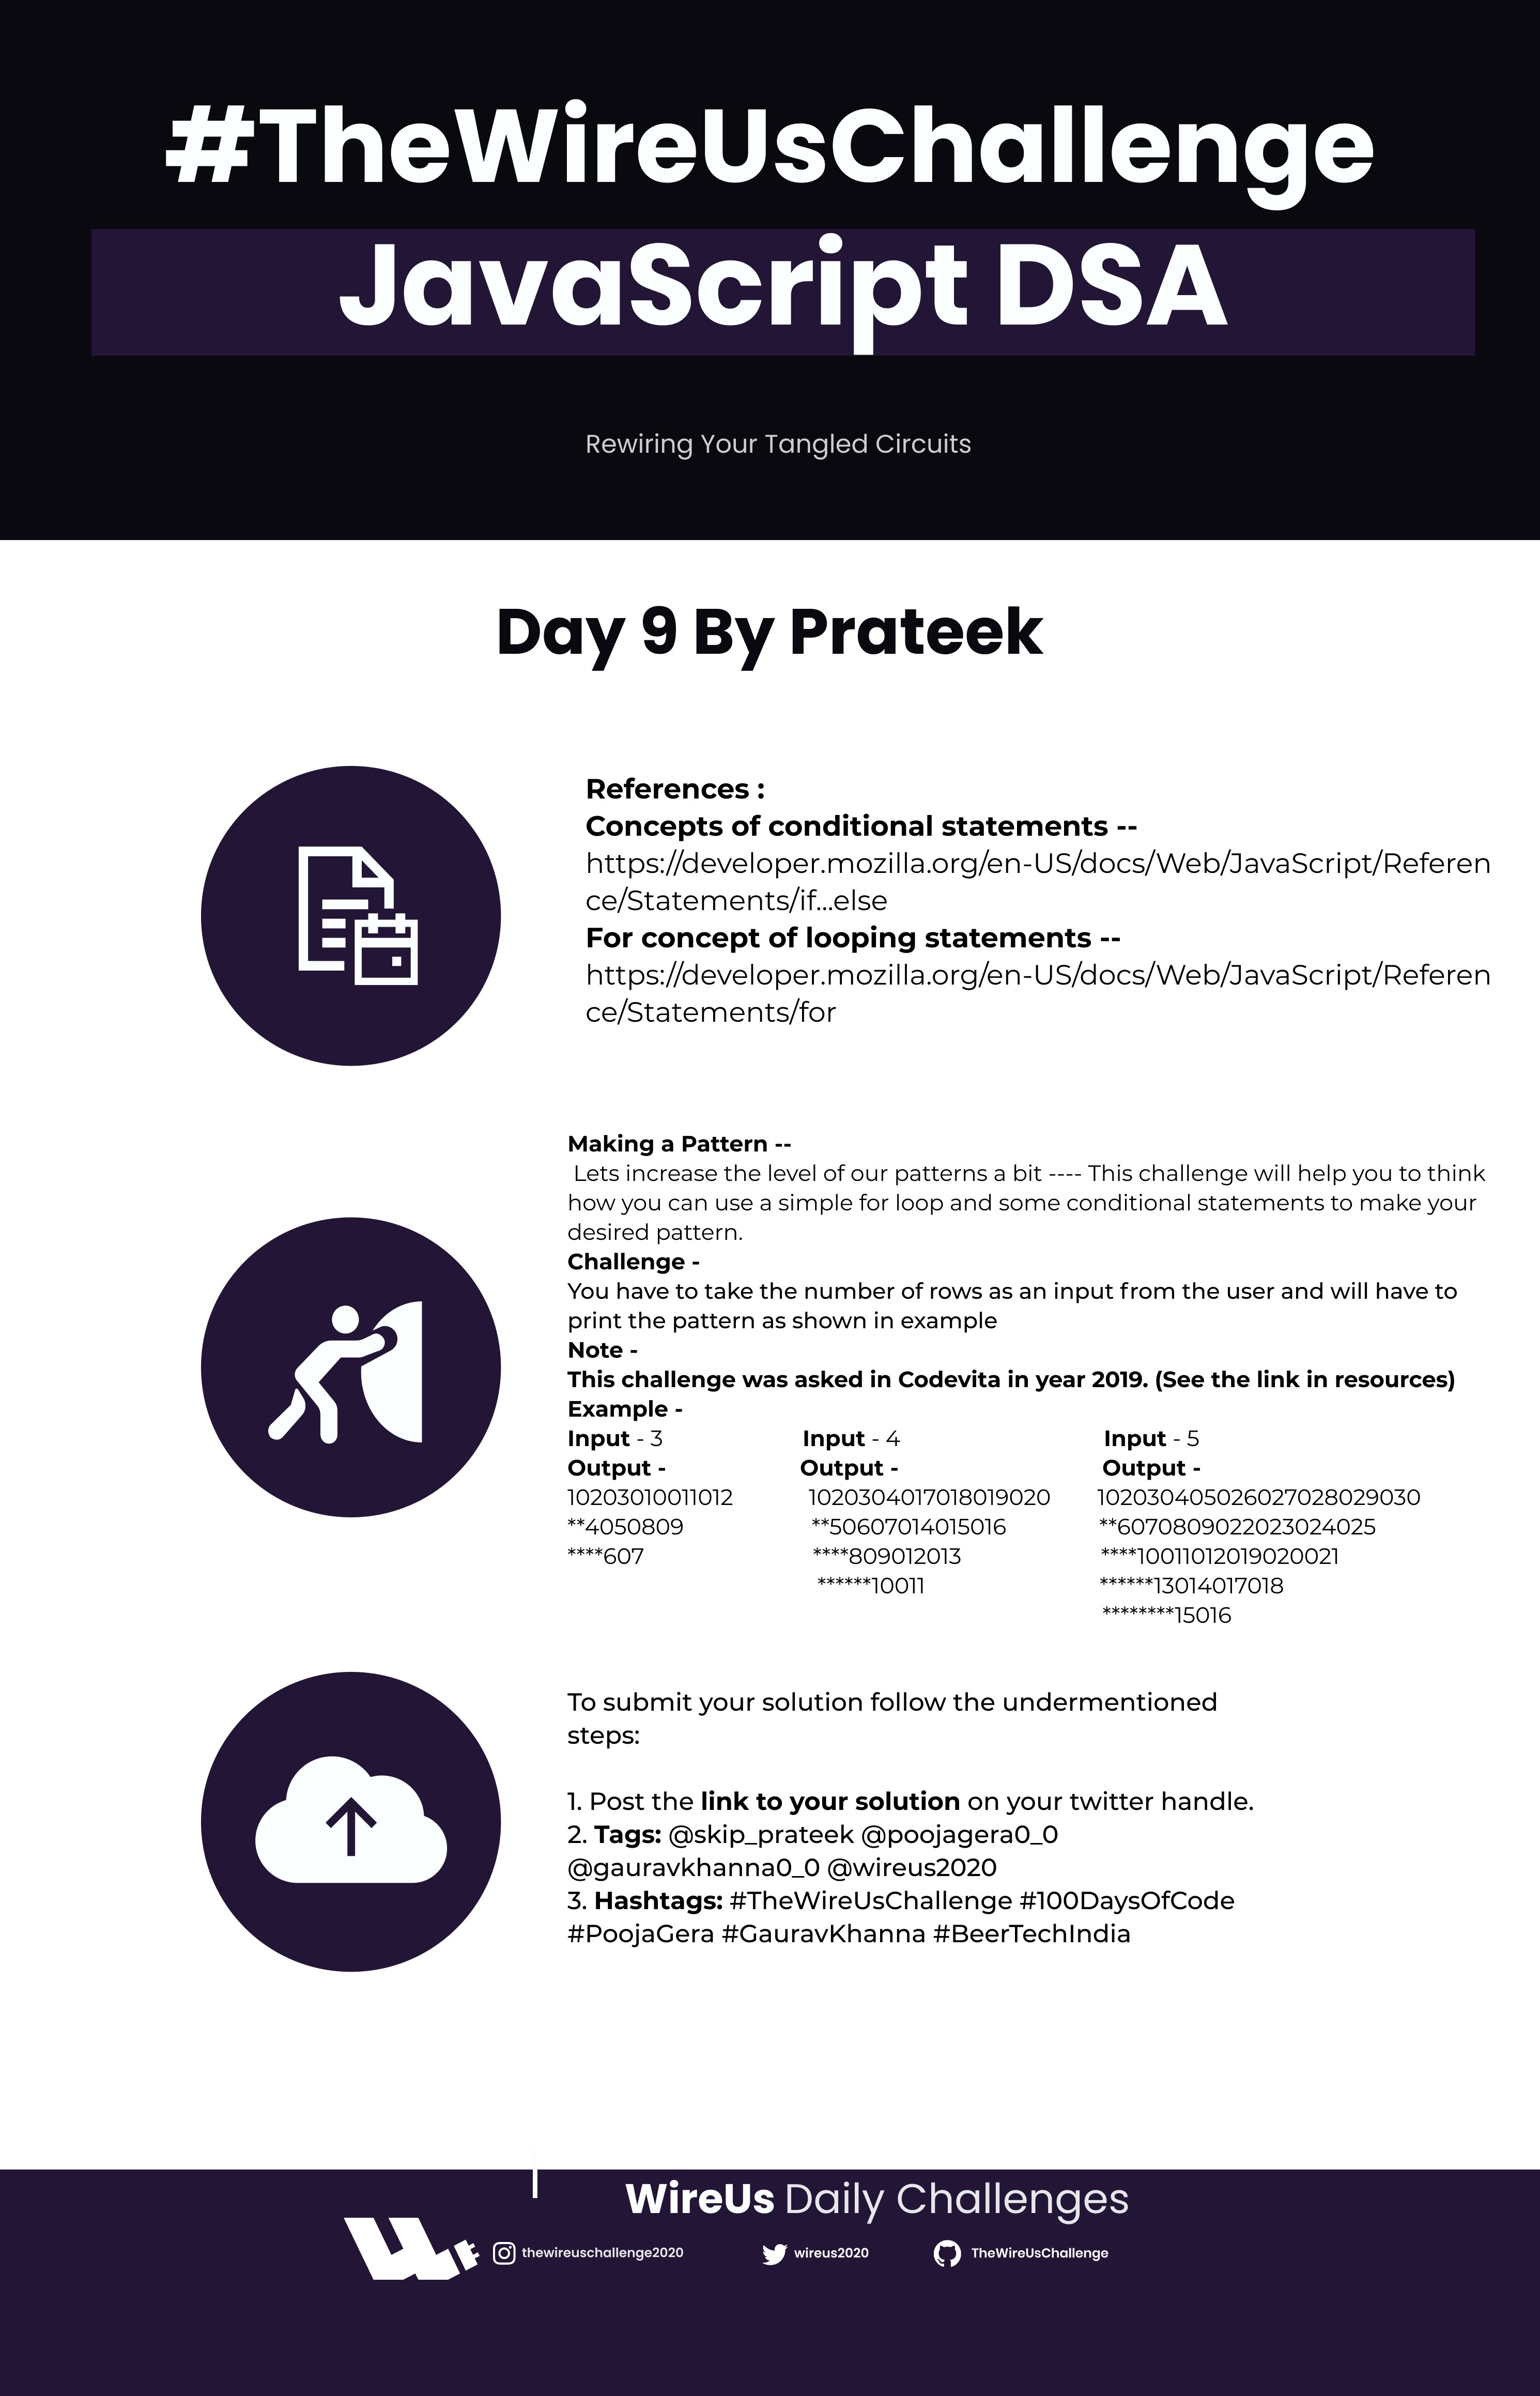 #TheWireUsChallenge
JavaScript DSA
Rewiring Your Tangled Circuits
Day 9 By Prateek
References :
Concepts of conditional statements --
https://developer.mozilla.org/en-US/docs/Web/JavaScript/Referen
ce/Statements/if...else
For concept of looping statements --
https://developer.mozilla.org/en-US/docs/Web/JavaScript/Referen
ce/Statements/for
Making a Pattern --
Lets increase the level of our patterns a bit ---- This challenge will help you to think
how you can use a simple for loop and some conditional statements to make your
desired pattern.
Challenge -
You have to take the number of rows as an input from the user and will have to
print the pattern as shown in example
Note -
This challenge was asked in Codevita in year 2019. (See the link in resources)
Example -
Input - 3 Input - 4 Input - 5
Output - Output - Output -
10203010011012 1020304017018019020 102030405026027028029030
**4050809 **50607014015016 **6070809022023024025
****607 ****809012013 ****10011012019020021
******10011 ******13014017018
********15016
To submit your solution follow the undermentioned
steps:
1. Post the link to your solution on your twitter handle.
2. Tags: @skip_prateek @poojagera0_0
@gauravkhanna0_0 @wireus2020
3. Hashtags: #TheWireUsChallenge #100DaysOfCode
#PoojaGera #GauravKhanna #BeerTechIndia
WireUs Daily Challenges
thewireuschallenge2020 wireus2020 TheWireUsChallenge